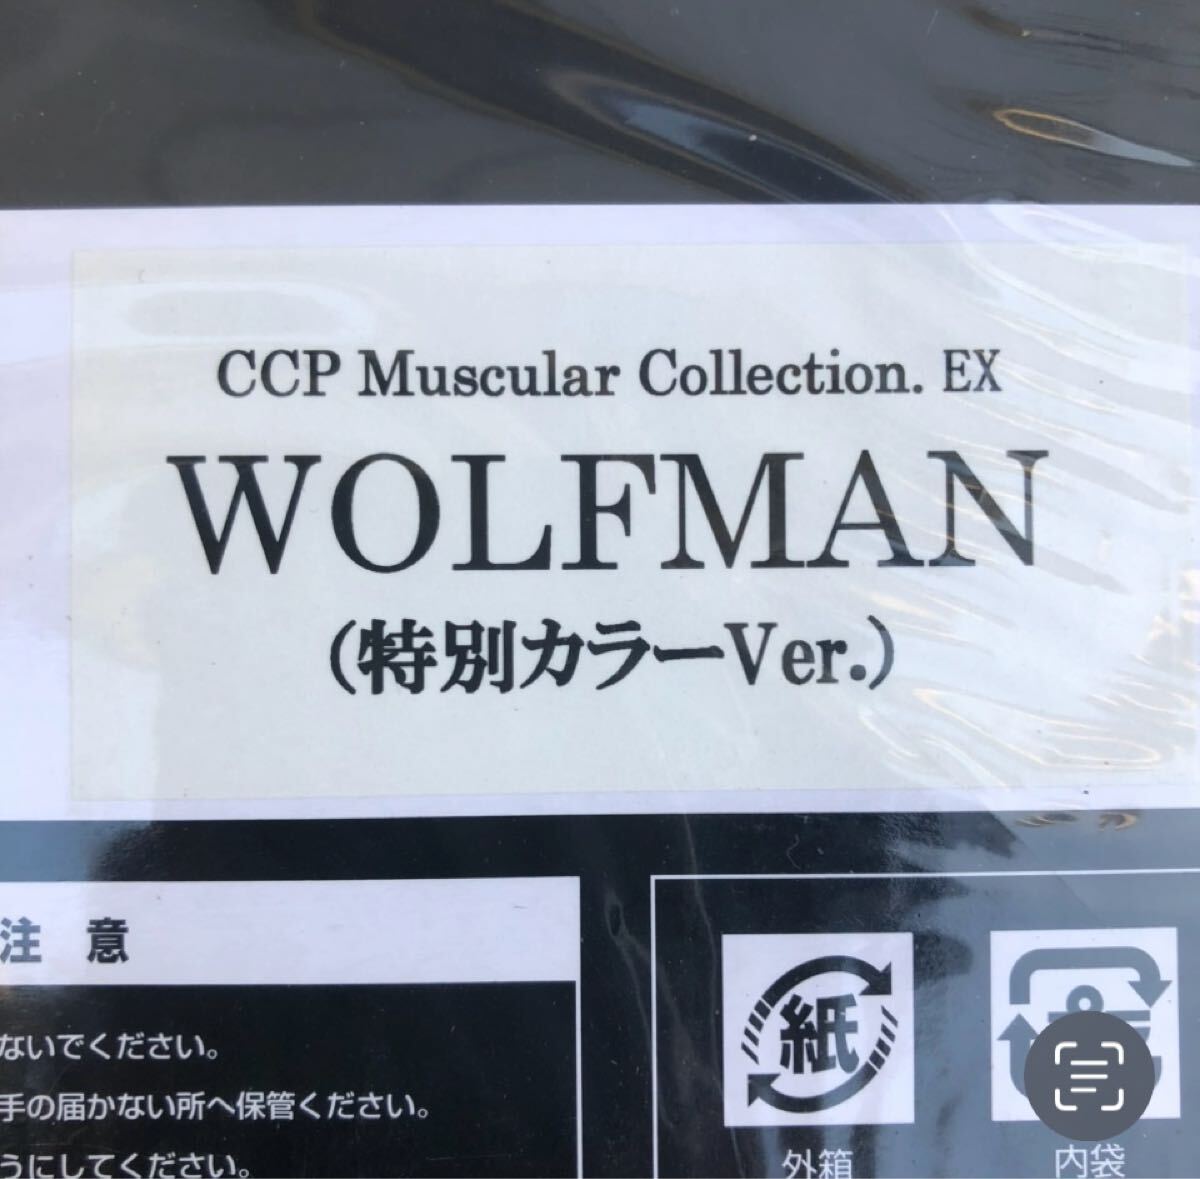 CCP Muscular Collection. EX
WOLFMAN
(特別カラーVer.)
注 意
ないでください。
手の届かない所へ保管ください。
うにしてください。
紙
外箱
内袋